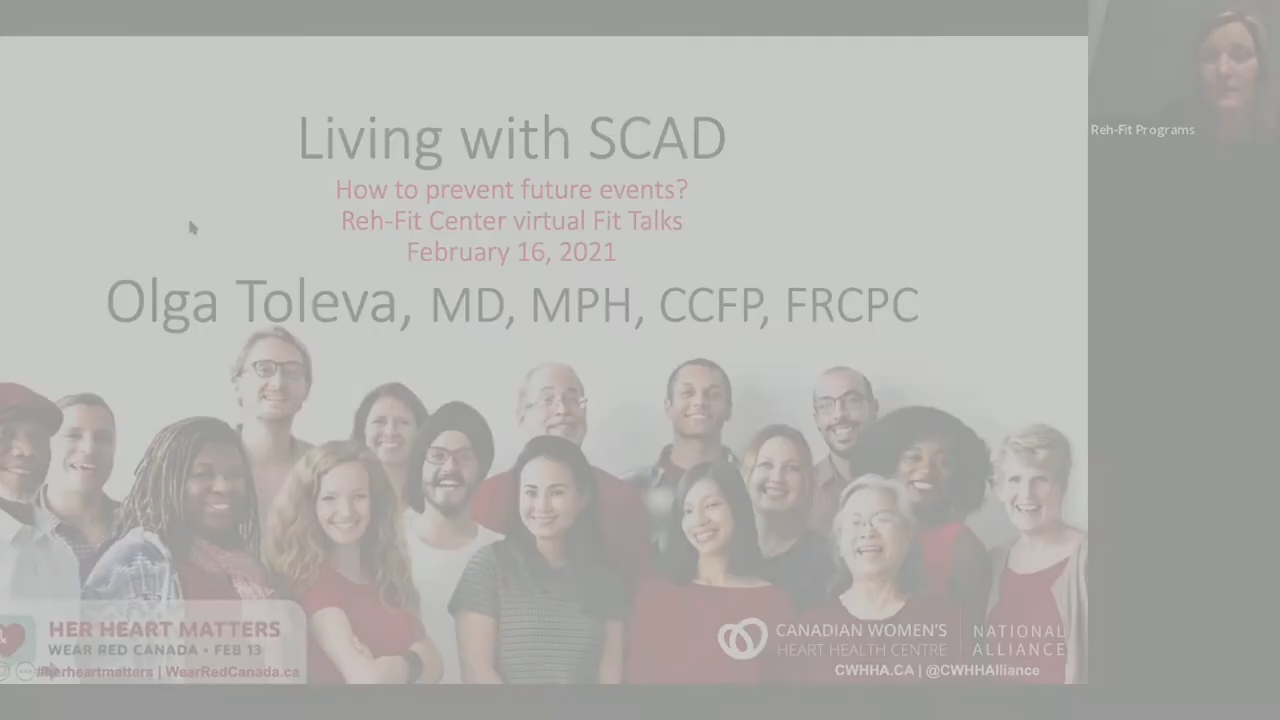 Living with SCAD
How to prevent future events?
Reh-Fit Center virtual Fit Talks
February 16, 2021
Olga Toleva, MD, MPH, CCFP, FRCPC
Reh-Fit Programs
HER HEART MATTERS
WEAR RED CANADA • FEB 13
#herheartmatters | WearRedCanada.ca
CANADIAN WOMEN'S
HEART HEALTH CENTRE
NATIONAL
ALLIANCE
CWHHA.CA | @CWHHAlliance